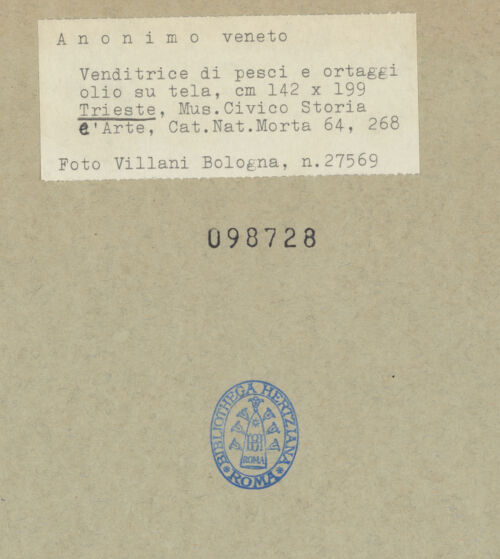 A n o n i m o veneto
Venditrice di pesci e ortaggi
olio su tela, cm 142 x 199
Trieste, Mus.Civico Storia
e'Arte, Cat.Nat.Morta 64, 268
Foto Villani Bologna, n.27569
098728
BIBLIOTHECA HERTZIANA
ROMA
ROMA